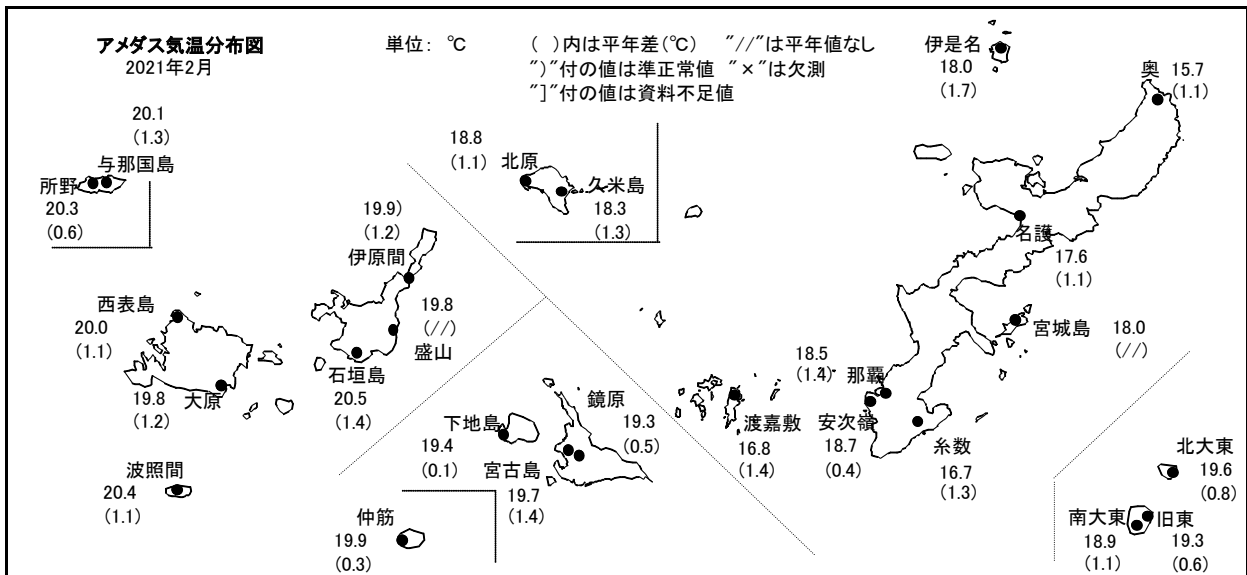 アメダス気温分布図
2021年2月
単位: ℃
( )内は平年差(℃) "//"は平年値なし
")"付の値は準正常値 "×"は欠測
"]"付の値は資料不足値
伊是名
18.0
(1.7)
奥
15.7
(1.1)
20.1
(1.3)
与那国島
所野
20.3
(0.6)
18.8
(1.1)
北原
久米島
18.3
(1.3)
19.9)
(1.2)
伊原間
名護
17.6
(1.1)
西表島
20.0
(1.1)
19.8
(//)
盛山
宮城島
18.0
(//)
石垣島
20.5
(1.4)
大原
19.8
(1.2)
18.5
(1.4)
那覇
下地島
19.4
(0.1)
鏡原
19.3
(0.5)
渡嘉敷
16.8
(1.4)
安次嶺
18.7
(0.4)
糸数
16.7
(1.3)
北大東
19.6
(0.8)
波照間
20.4
(1.1)
宮古島
19.7
(1.4)
仲筋
19.9
(0.3)
南大東
18.9
(1.1)
旧東
19.3
(0.6)